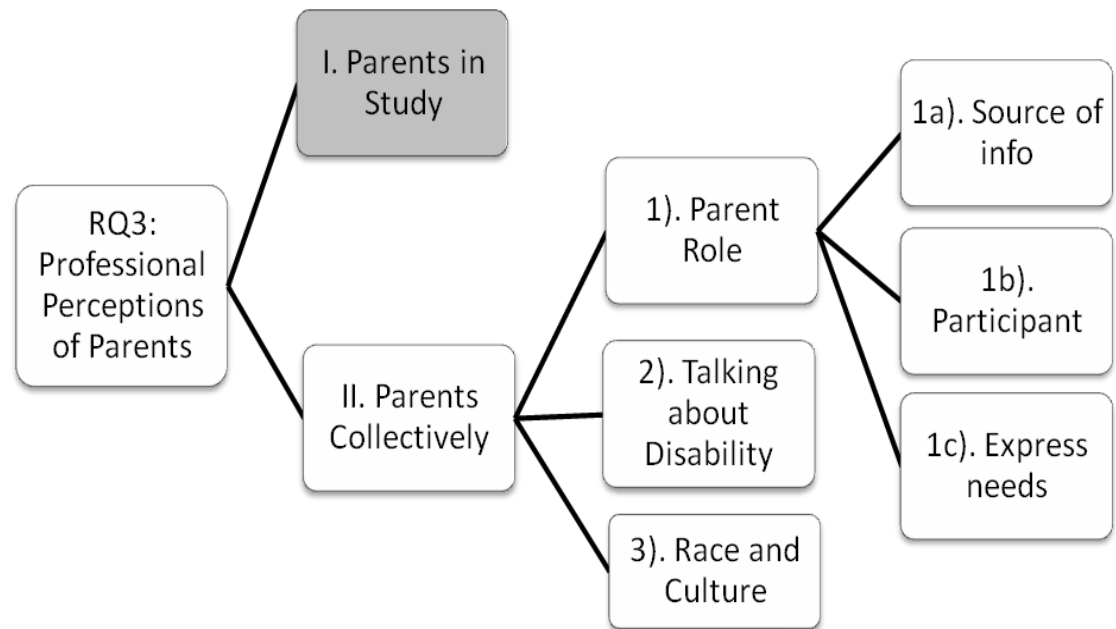 RQ3:
Professional
Perceptions
of Parents
I. Parents in
Study
II. Parents
Collectively
1). Parent
Role
2). Talking
about
Disability
3). Race and
Culture
1a). Source of
info
1b).
Participant
1c). Express
needs